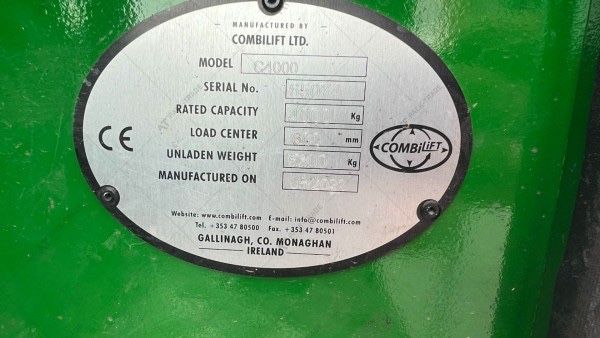 MANUFACTURED BY
COMBILIFT LTD.
MODEL C4000
SERIAL No.
RATED CAPACITY Kg
LOAD CENTER mm
UNLADEN WEIGHT Kg
MANUFACTURED ON
CE
COMBiLiFT
Website: www.combilift.com E-mail: info@combilift.com
Tel. +353 47 80500 Fax. +353 47 80501
GALLINAGH, CO. MONAGHAN
IRELAND